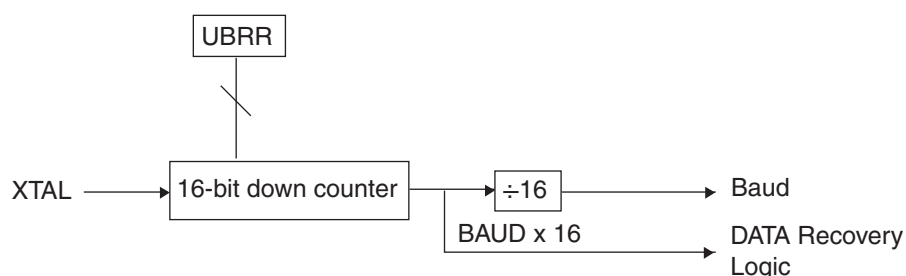 UBRR
XTAL
16-bit down counter
÷16
Baud
BAUD x 16
DATA Recovery
Logic